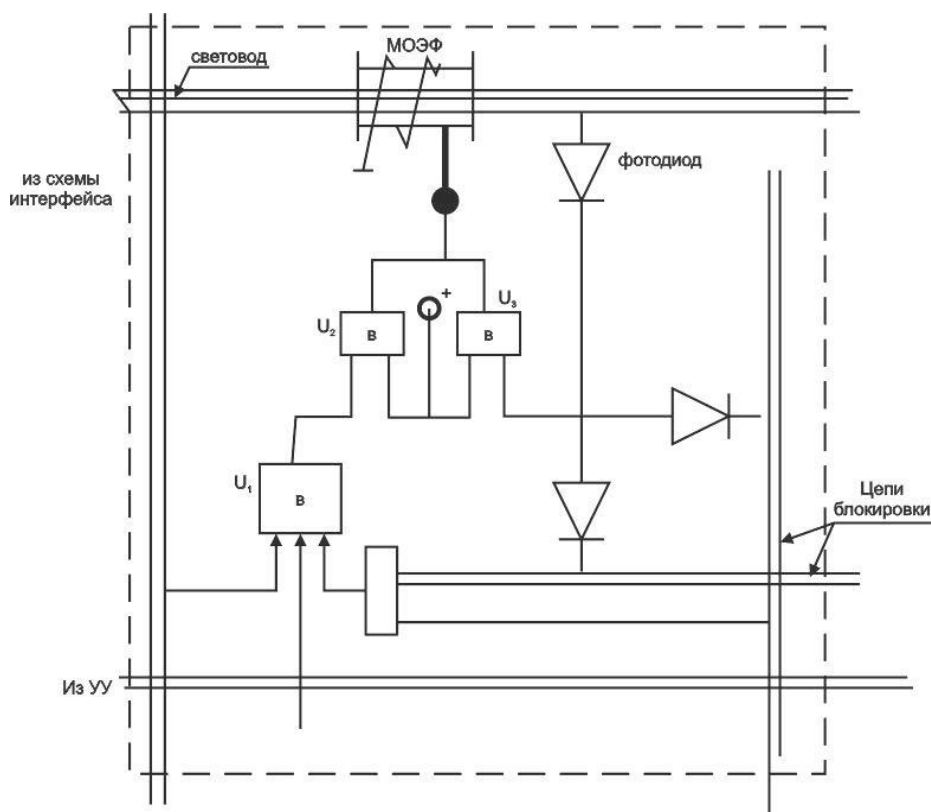 МОЭФ
световод
фотодиод
из схемы
интерфейса
+
U₂
в
U₃
в
U₁
в
Цепи
блокировки
Из УУ